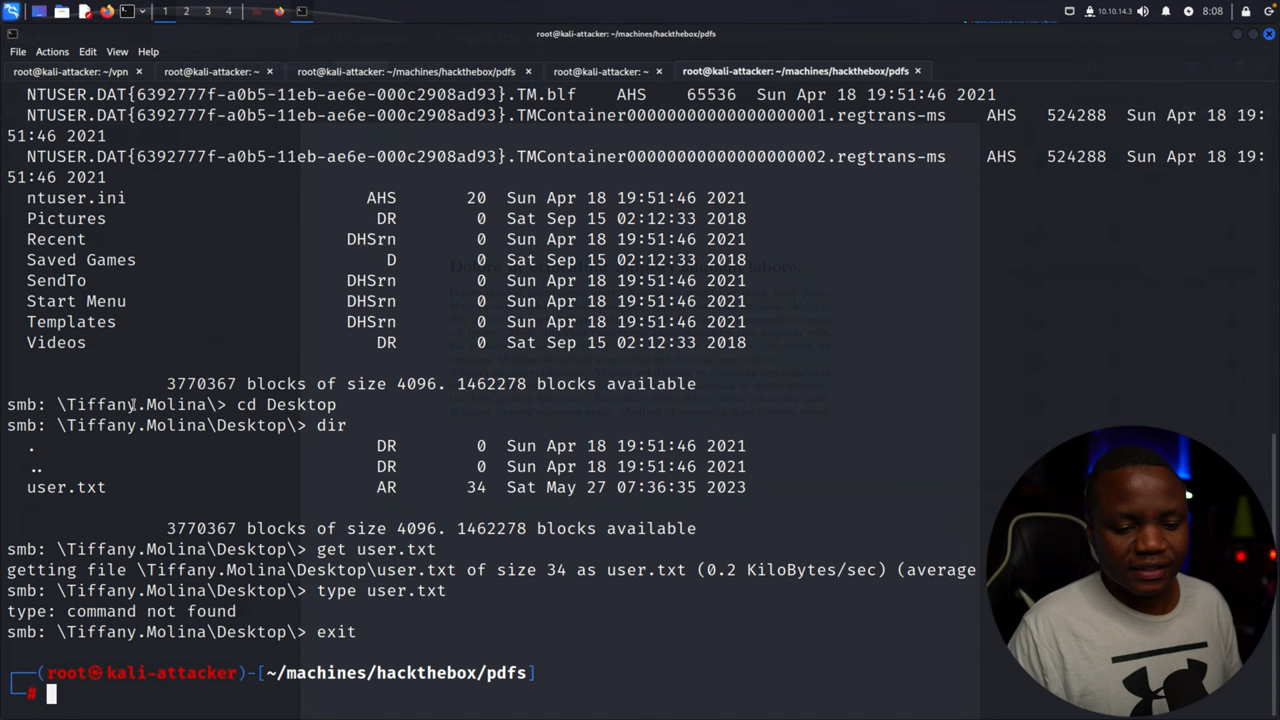 1 2 3 4 10.10.14.3 8:08
root@kali-attacker: ~/machines/hackthebox/pdfs
File Actions Edit View Help
root@kali-attacker: ~/vpn × root@kali-attacker: ~ × root@kali-attacker: ~/machines/hackthebox/pdfs × root@kali-attacker: ~ × root@kali-attacker: ~/machines/hackthebox/pdfs ×
NTUSER.DAT{6392777f-a0b5-11eb-ae6e-000c2908ad93}.TM.blf AHS 65536 Sun Apr 18 19:51:46 2021
NTUSER.DAT{6392777f-a0b5-11eb-ae6e-000c2908ad93}.TMContainer00000000000000000001.regtrans-ms AHS 524288 Sun Apr 18 19:
51:46 2021
NTUSER.DAT{6392777f-a0b5-11eb-ae6e-000c2908ad93}.TMContainer00000000000000000002.regtrans-ms AHS 524288 Sun Apr 18 19:
51:46 2021
ntuser.ini AHS 20 Sun Apr 18 19:51:46 2021
Pictures DR 0 Sat Sep 15 02:12:33 2018
Recent DHSrn 0 Sun Apr 18 19:51:46 2021
Saved Games D 0 Sat Sep 15 02:12:33 2018
SendTo DHSrn 0 Sun Apr 18 19:51:46 2021
Start Menu DHSrn 0 Sun Apr 18 19:51:46 2021
Templates DHSrn 0 Sun Apr 18 19:51:46 2021
Videos DR 0 Sat Sep 15 02:12:33 2018
3770367 blocks of size 4096. 1462278 blocks available
smb: \Tiffany.Molina\> cd Desktop
smb: \Tiffany.Molina\Desktop\> dir
. DR 0 Sun Apr 18 19:51:46 2021
.. DR 0 Sun Apr 18 19:51:46 2021
user.txt AR 34 Sat May 27 07:36:35 2023
3770367 blocks of size 4096. 1462278 blocks available
smb: \Tiffany.Molina\Desktop\> get user.txt
getting file \Tiffany.Molina\Desktop\user.txt of size 34 as user.txt (0.2 KiloBytes/sec) (average
smb: \Tiffany.Molina\Desktop\> type user.txt
type: command not found
smb: \Tiffany.Molina\Desktop\> exit
(root㉿kali-attacker)-[~/machines/hackthebox/pdfs]
#